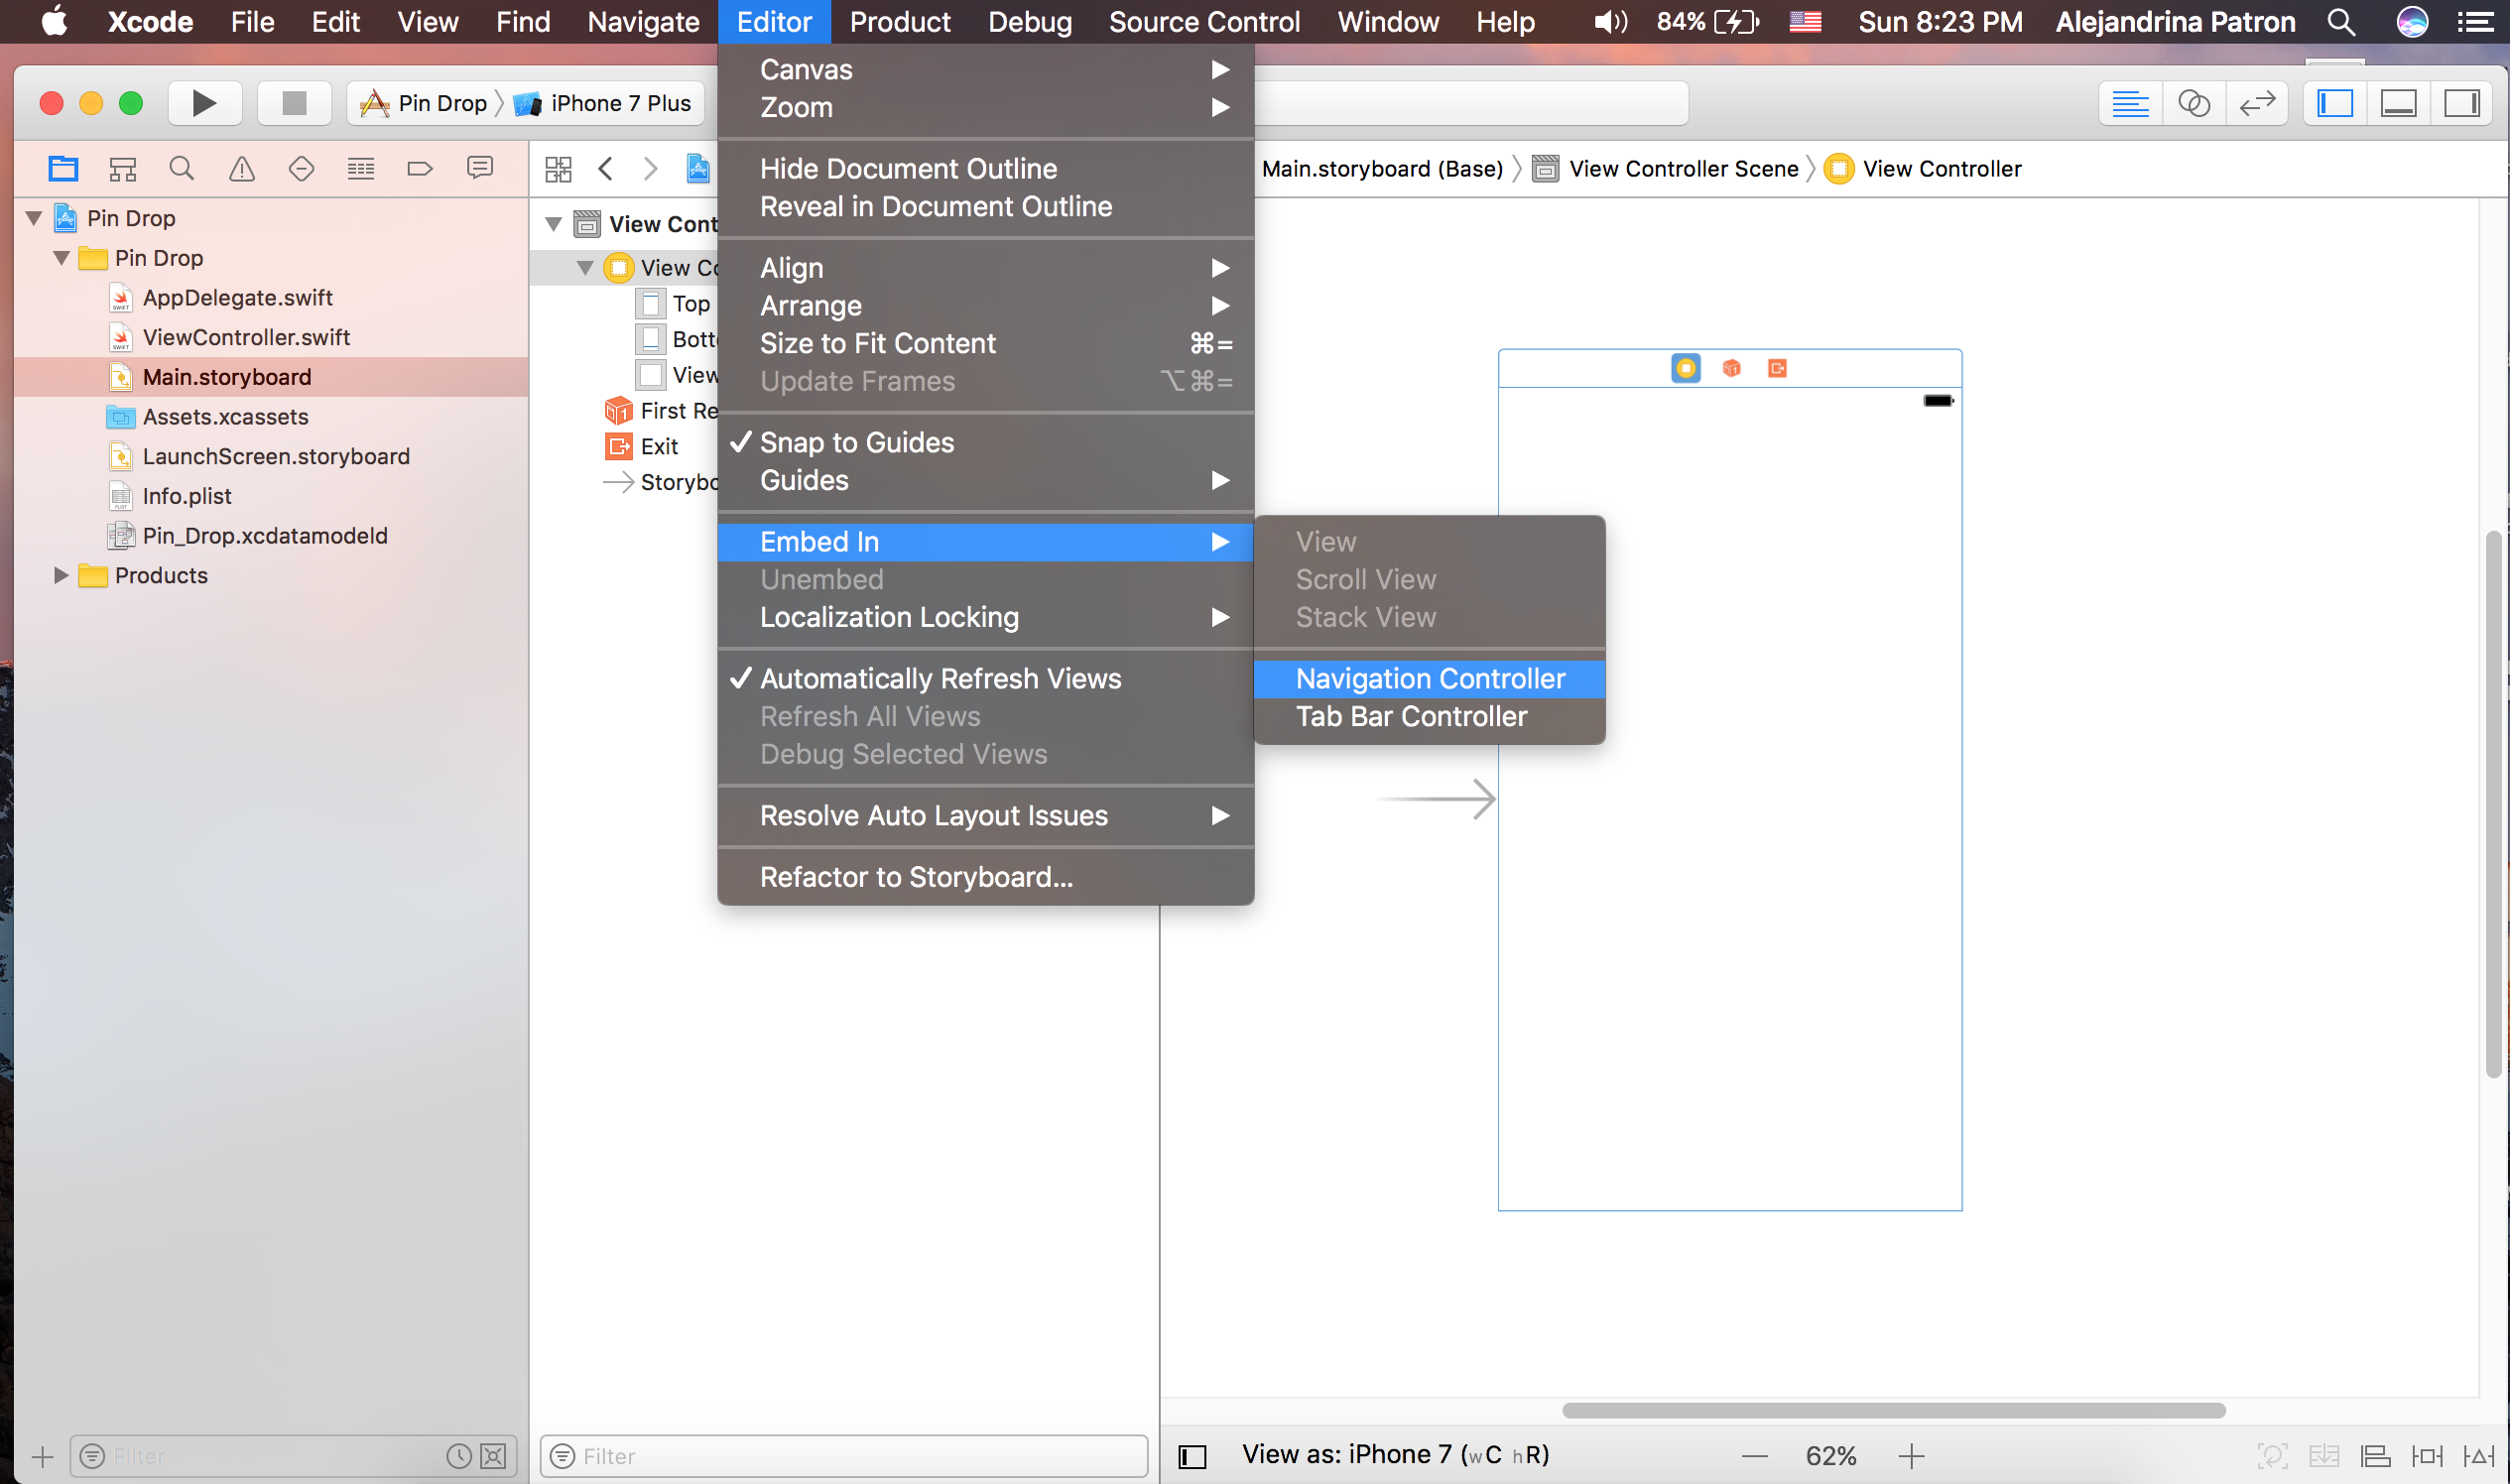 Xcode File Edit View Find Navigate Editor Product Debug Source Control Window Help 84% Sun 8:23 PM Alejandrina Patron
Pin Drop iPhone 7 Plus
Main.storyboard (Base) View Controller Scene View Controller
Pin Drop
Pin Drop
AppDelegate.swift
ViewController.swift
Main.storyboard
Assets.xcassets
LaunchScreen.storyboard
Info.plist
Pin_Drop.xcdatamodeld
Products
Filter
View Cont
View Co
Top
Botto
View
First Re
Exit
Storybo
Filter
Canvas
Zoom
Hide Document Outline
Reveal in Document Outline
Align
Arrange
Size to Fit Content ⌘=
Update Frames ⌥⌘=
✓ Snap to Guides
Guides
Embed In
Unembed
Localization Locking
✓ Automatically Refresh Views
Refresh All Views
Debug Selected Views
Resolve Auto Layout Issues
Refactor to Storyboard...
View
Scroll View
Stack View
Navigation Controller
Tab Bar Controller
View as: iPhone 7 (wC hR) — 62% +